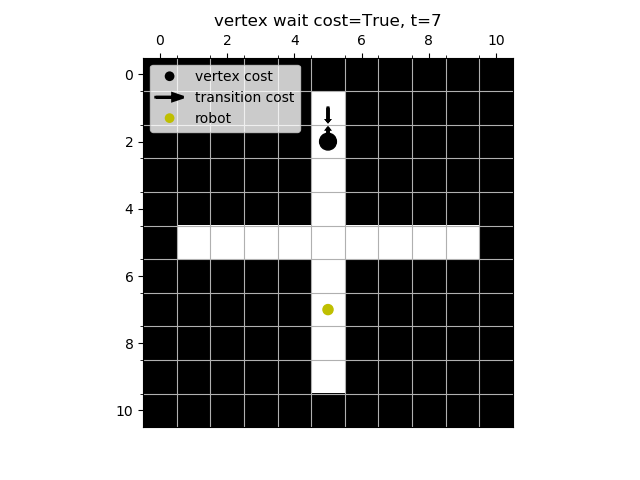 vertex wait cost=True, t=7
0 2 4 6 8 10
vertex cost
transition cost
robot
0
2
4
6
8
10